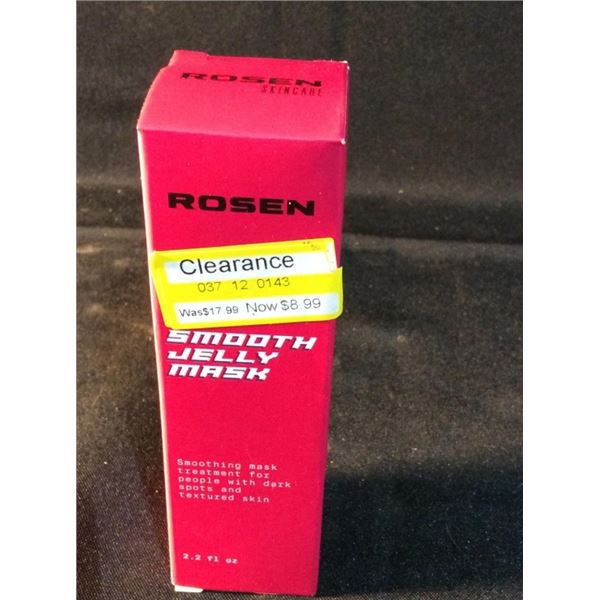 ROSEN
SKINCARE
ROSEN
Clearance
037 12 0143
Was$17.99 Now $8.99
SMOOTH
JELLY
MASK
Smoothing mask
treatment for
people with dark
spots and
textured skin
2.2 fl oz